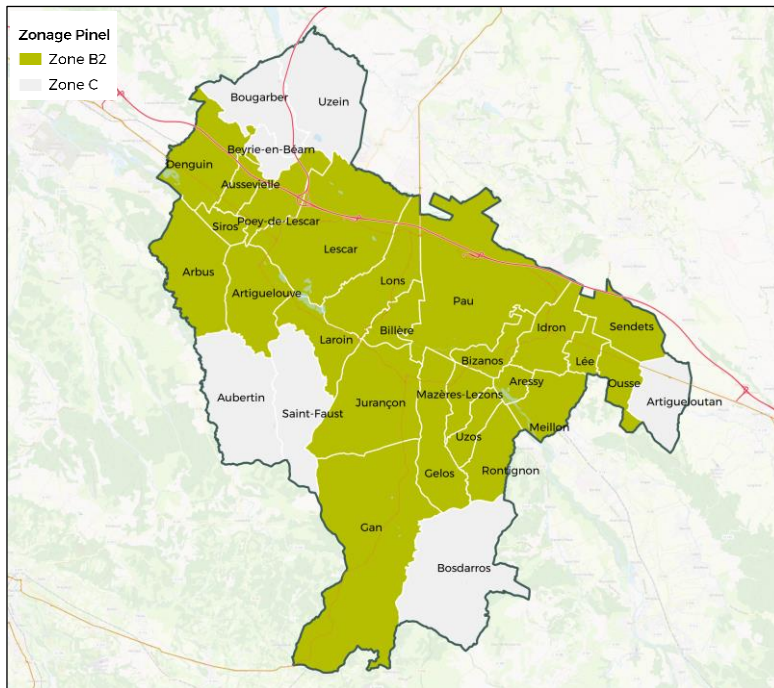 Zonage Pinel
Zone B2
Zone C
Bougarber
Uzein
Beyrie-en-Béarn
Denguin
Aussevielle
Poey-de-Lescar
Siros
Lescar
Arbus
Artiguelouve
Lons
Pau
Billère
Laroin
Idron
Sendets
Bizanos
Lée
Aressy
Ousse
Aubertin
Saint-Faust
Jurançon
Mazères-Lezons
Artigueloutan
Meillon
Uzos
Gelos
Rontignon
Gan
Bosdarros